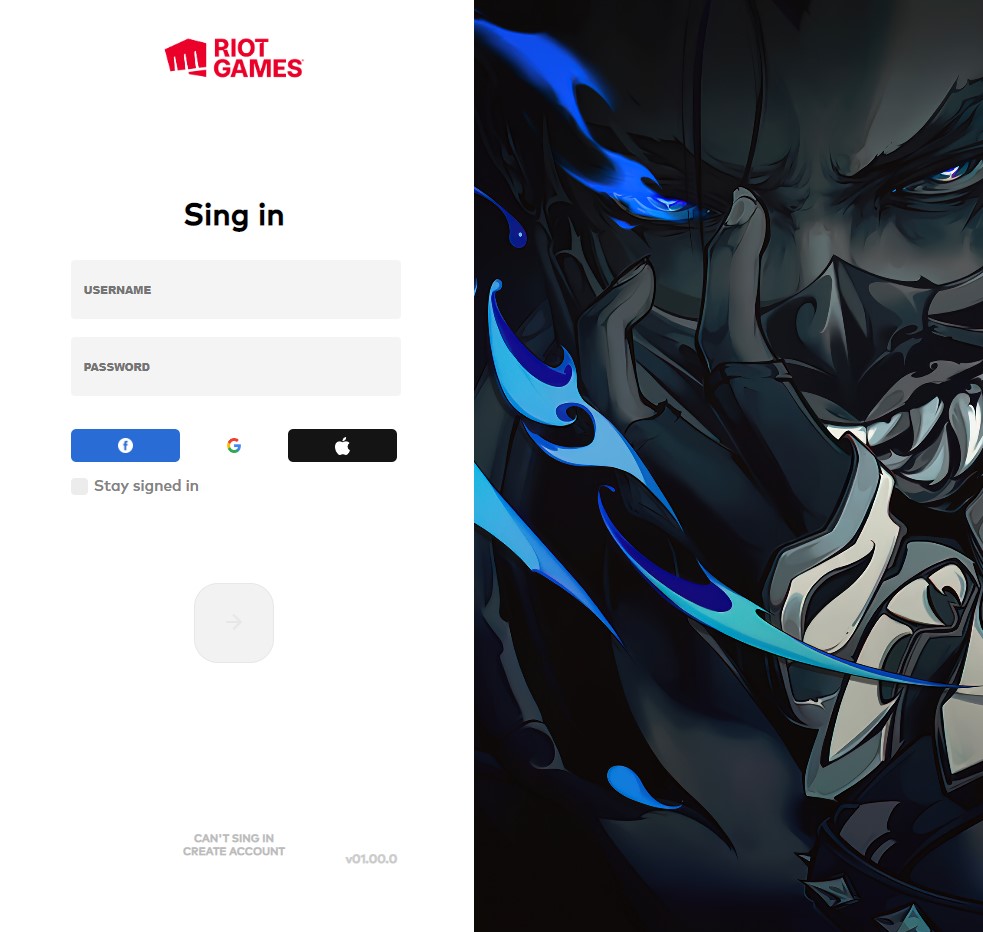 RIOT
GAMES
Sing in
USERNAME
PASSWORD
Stay signed in
CAN'T SING IN
CREATE ACCOUNT
v01.00.0